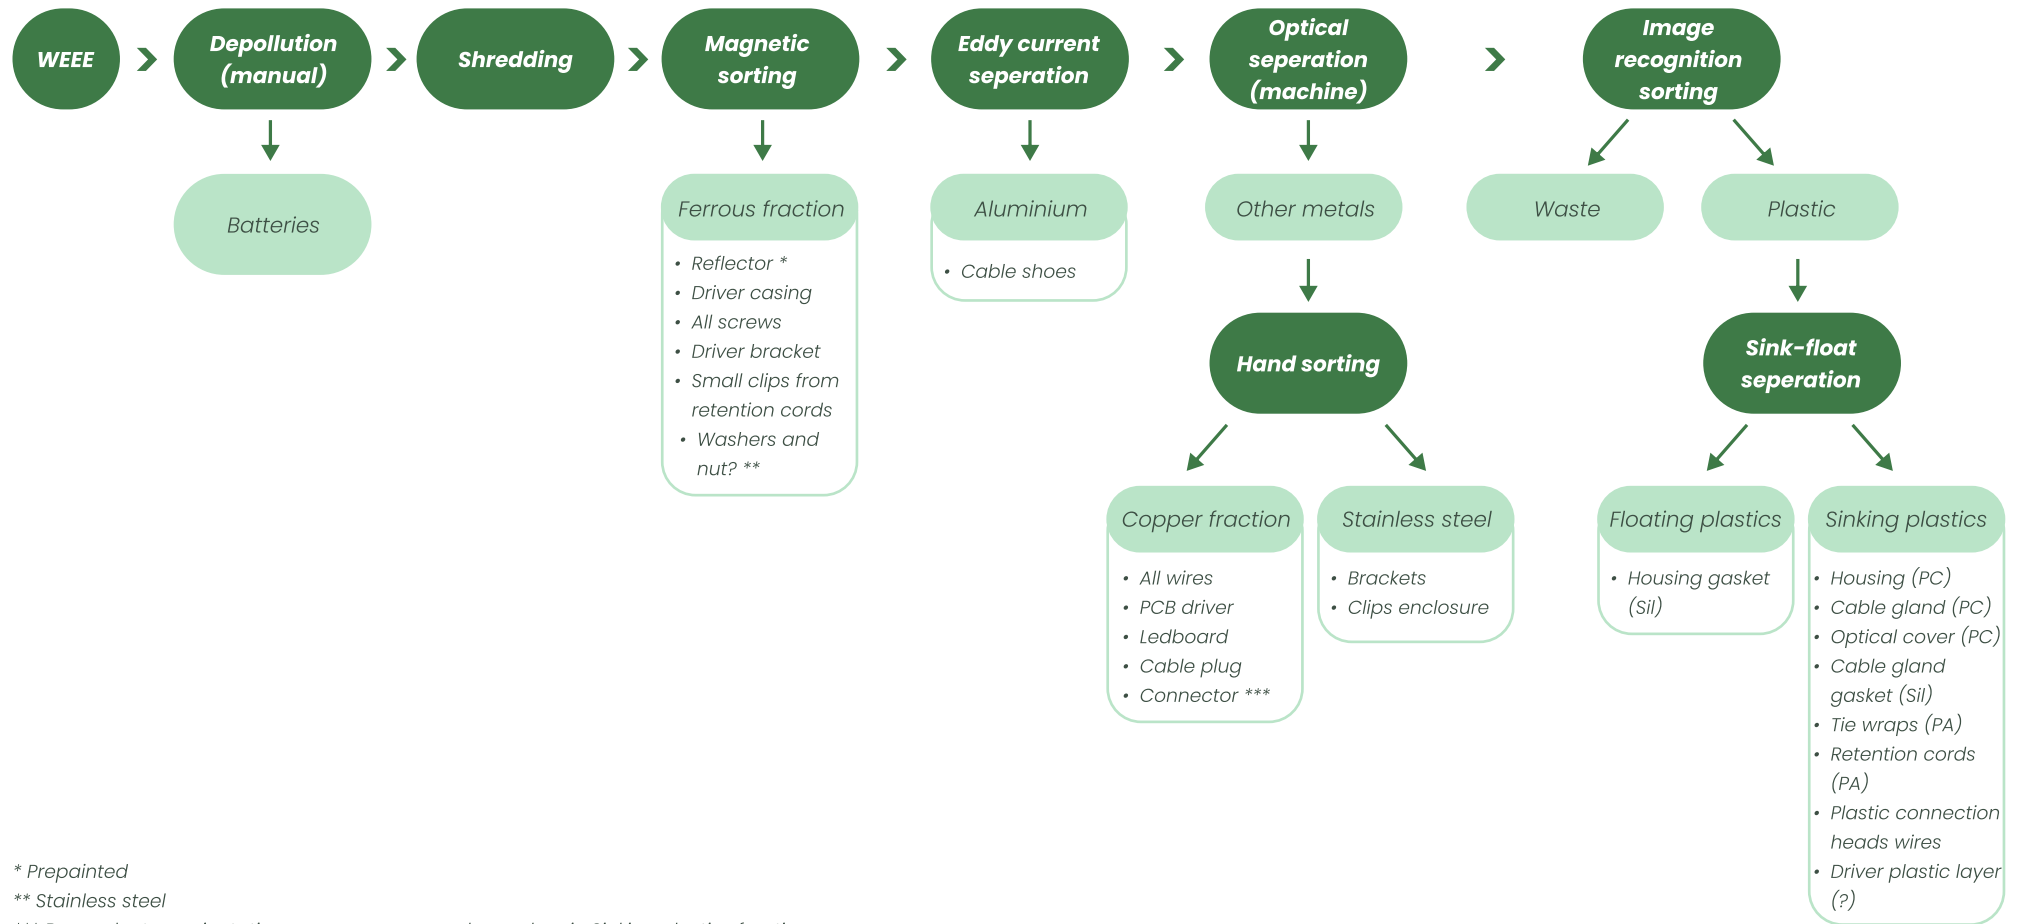 WEEE
Depollution
(manual)
Shredding
Magnetic
sorting
Eddy current
seperation
Optical
seperation
(machine)
Image
recognition
sorting
Batteries
Ferrous fraction
• Reflector *
• Driver casing
• All screws
• Driver bracket
• Small clips from
retention cords
• Washers and
nut? **
Aluminium
• Cable shoes
Other metals
Waste
Plastic
Hand sorting
Sink-float
seperation
Copper fraction
• All wires
• PCB driver
• Ledboard
• Cable plug
• Connector ***
Stainless steel
• Brackets
• Clips enclosure
Floating plastics
• Housing gasket
(Sil)
Sinking plastics
• Housing (PC)
• Cable gland (PC)
• Optical cover (PC)
• Cable gland
gasket (Sil)
• Tie wraps (PA)
• Retention cords
(PA)
• Plastic connection
heads wires
• Driver plastic layer
(?)
* Prepainted
** Stainless steel